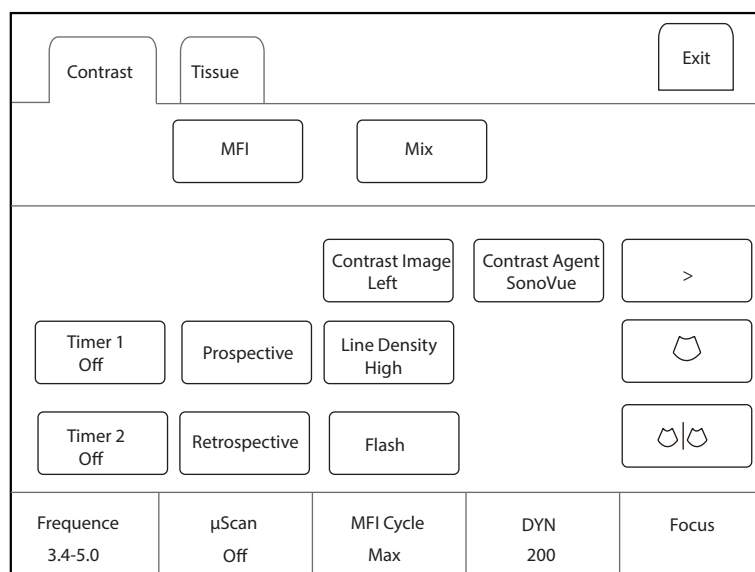 Contrast
Tissue
Exit
MFI
Mix
Contrast Image
Left
Contrast Agent
SonoVue
>
Timer 1
Off
Prospective
Line Density
High
Timer 2
Off
Retrospective
Flash
Frequence
3.4-5.0
µScan
Off
MFI Cycle
Max
DYN
200
Focus